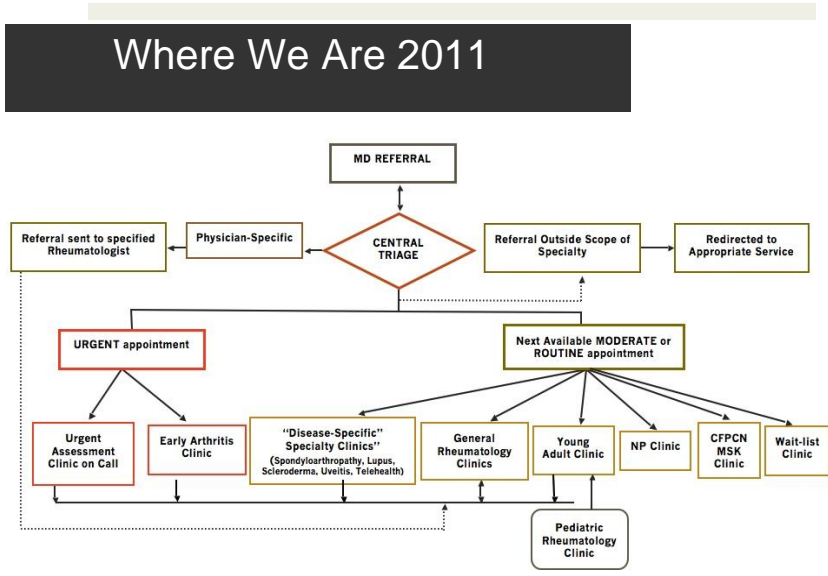 Where We Are 2011
MD REFERRAL
Referral sent to specified
Rheumatologist
Physician-Specific
CENTRAL
TRIAGE
Referral Outside Scope of
Specialty
Redirected to
Appropriate Service
URGENT appointment
Next Available MODERATE or
ROUTINE appointment
Urgent
Assessment
Clinic on Call
Early Arthritis
Clinic
“Disease-Specific”
Specialty Clinics”
(Spondyloarthropathy, Lupus,
Scleroderma, Uveitis, Telehealth)
General
Rheumatology
Clinics
Young
Adult Clinic
NP Clinic
CFPCN
MSK
Clinic
Wait-list
Clinic
Pediatric
Rheumatology
Clinic